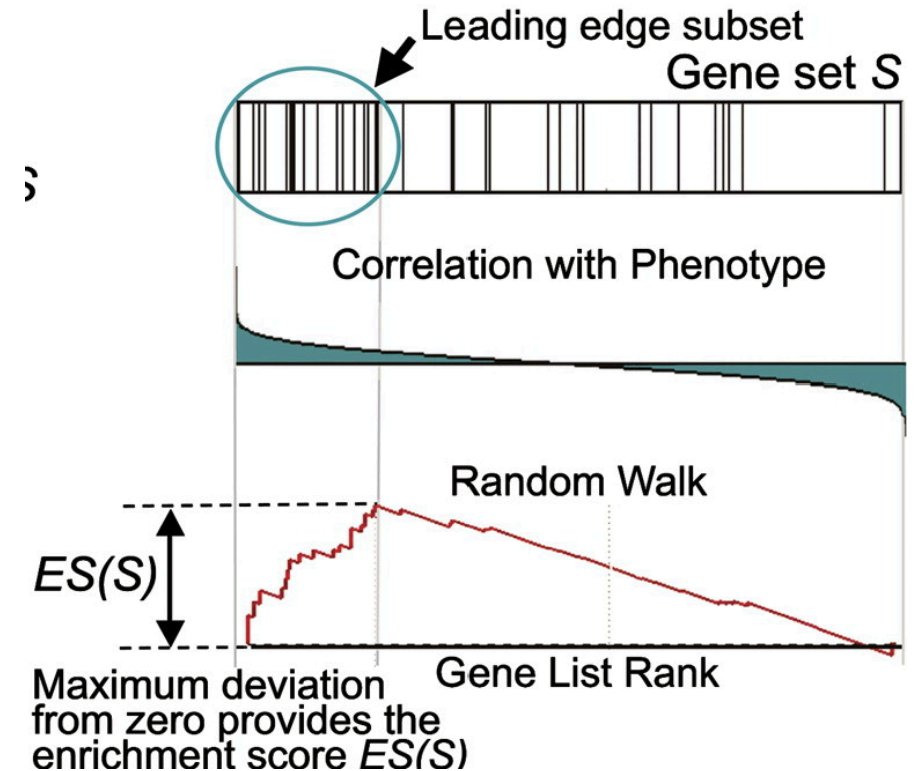 Leading edge subset
Gene set S
S
Correlation with Phenotype
Random Walk
ES(S)
Gene List Rank
Maximum deviation
from zero provides the
enrichment score ES(S)